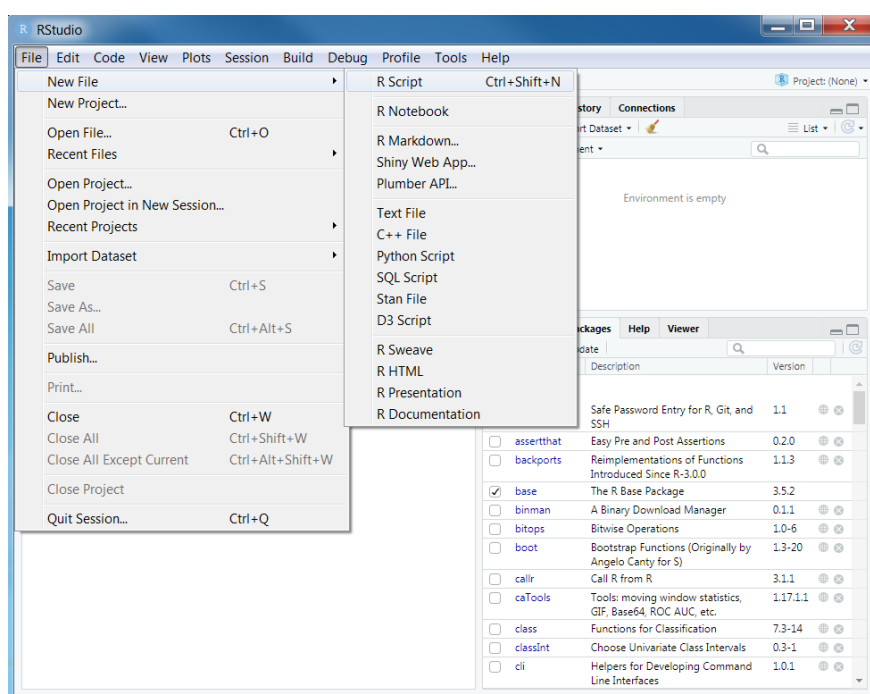 RStudio
File Edit Code View Plots Session Build Debug Profile Tools Help
New File
New Project...
Open File... Ctrl+O
Recent Files
Open Project...
Open Project in New Session...
Recent Projects
Import Dataset
Save Ctrl+S
Save As...
Save All Ctrl+Alt+S
Publish...
Print...
Close Ctrl+W
Close All Ctrl+Shift+W
Close All Except Current Ctrl+Alt+Shift+W
Close Project
Quit Session... Ctrl+Q
R Script Ctrl+Shift+N
R Notebook
R Markdown...
Shiny Web App...
Plumber API...
Text File
C++ File
Python Script
SQL Script
Stan File
D3 Script
R Sweave
R HTML
R Presentation
R Documentation
Project: (None)
Connections
Dataset List
Environment is empty
Help Viewer
Description Version
Safe Password Entry for R, Git, and 1.1
SSH
assertthat Easy Pre and Post Assertions 0.2.0
backports Reimplementations of Functions 1.1.3
Introduced Since R-3.0.0
base The R Base Package 3.5.2
binman A Binary Download Manager 0.1.1
bitops Bitwise Operations 1.0-6
boot Bootstrap Functions (Originally by 1.3-20
Angelo Canty for S)
callr Call R from R 3.1.1
caTools Tools: moving window statistics, 1.17.1.1
GIF, Base64, ROC AUC, etc.
class Functions for Classification 7.3-14
classInt Choose Univariate Class Intervals 0.3-1
cli Helpers for Developing Command 1.0.1
Line Interfaces